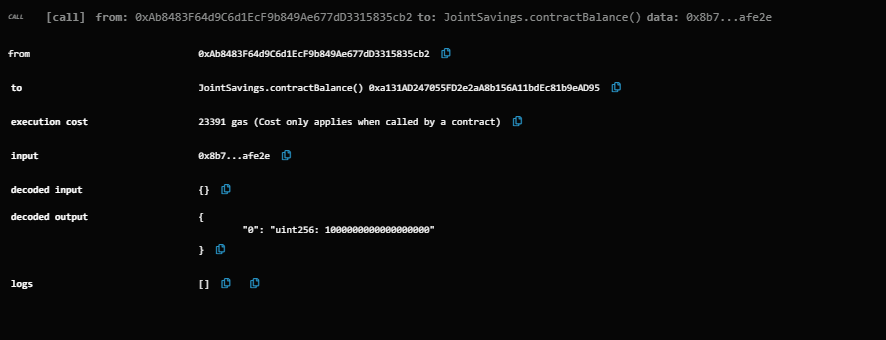 CALL [call] from: 0xAb8483F64d9C6d1EcF9b849Ae677dD3315835cb2 to: JointSavings.contractBalance() data: 0x8b7...afe2e
from 0xAb8483F64d9C6d1EcF9b849Ae677dD3315835cb2
to JointSavings.contractBalance() 0xa131AD247055FD2e2aA8b156A11bdEc81b9eAD95
execution cost 23391 gas (Cost only applies when called by a contract)
input 0x8b7...afe2e
decoded input {}
decoded output {
"0": "uint256: 1000000000000000000"
}
logs []